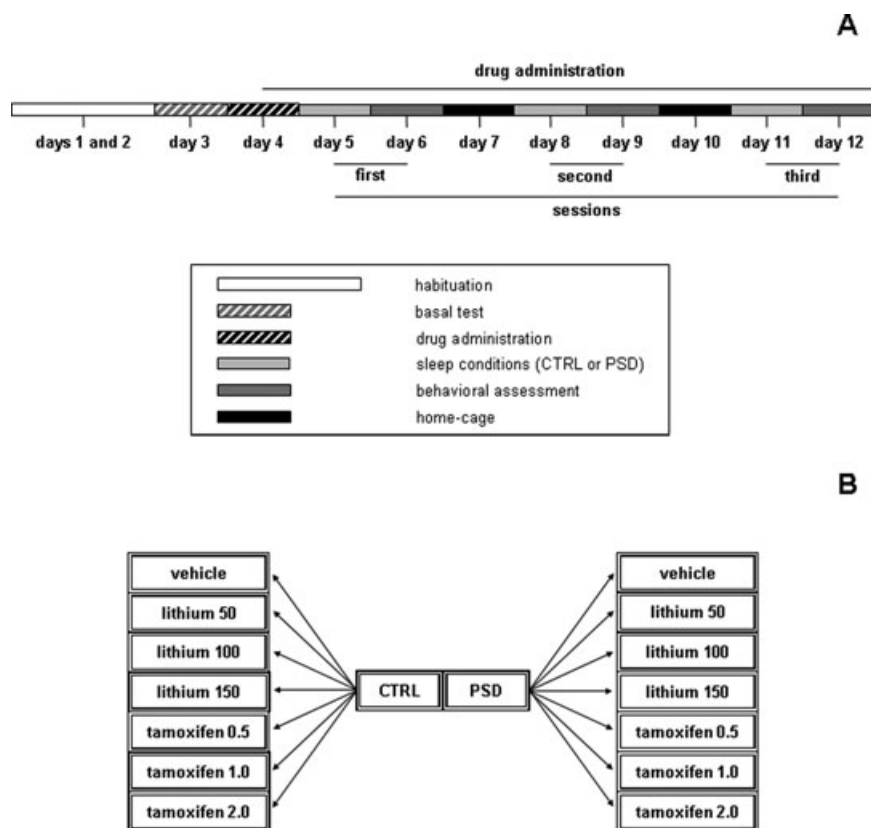 A
drug administration
days 1 and 2 day 3 day 4 day 5 day 6 day 7 day 8 day 9 day 10 day 11 day 12
first second third
sessions
habituation
basal test
drug administration
sleep conditions (CTRL or PSD)
behavioral assessment
home-cage
B
vehicle
lithium 50
lithium 100
lithium 150
tamoxifen 0.5
tamoxifen 1.0
tamoxifen 2.0
CTRL PSD
vehicle
lithium 50
lithium 100
lithium 150
tamoxifen 0.5
tamoxifen 1.0
tamoxifen 2.0